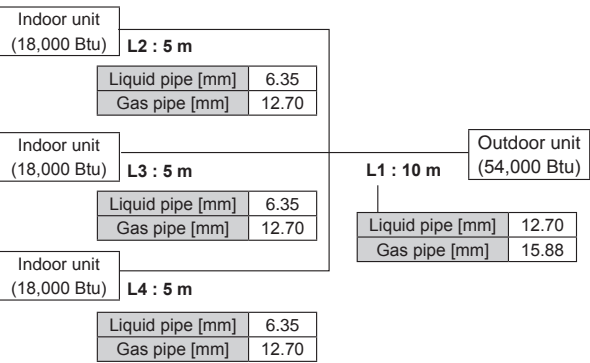 Indoor unit
(18,000 Btu)
L2 : 5 m
Liquid pipe [mm] 6.35
Gas pipe [mm] 12.70
Indoor unit
(18,000 Btu)
L3 : 5 m
Liquid pipe [mm] 6.35
Gas pipe [mm] 12.70
Indoor unit
(18,000 Btu)
L4 : 5 m
Liquid pipe [mm] 6.35
Gas pipe [mm] 12.70
Outdoor unit
(54,000 Btu)
L1 : 10 m
Liquid pipe [mm] 12.70
Gas pipe [mm] 15.88